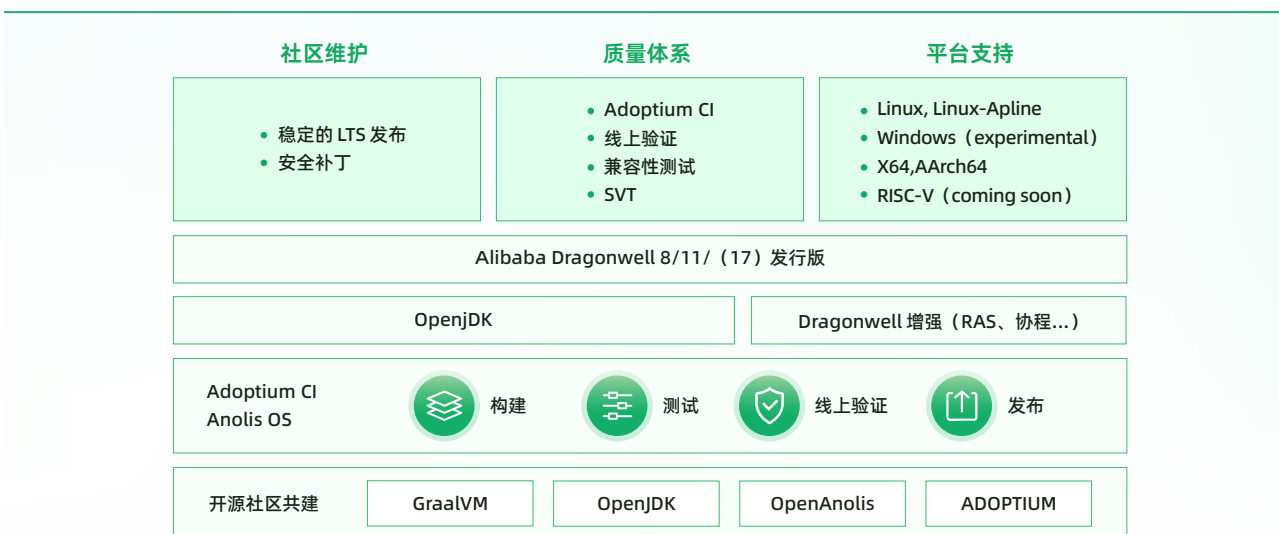 社区维护
质量体系
平台支持
稳定的 LTS 发布
安全补丁
Adoptium CI
线上验证
兼容性测试
SVT
Linux, Linux-Apline
Windows（experimental）
X64,AArch64
RISC-V（coming soon）
Alibaba Dragonwell 8/11/（17）发行版
OpenjDK
Dragonwell 增强（RAS、协程...）
Adoptium CI
Anolis OS
构建
测试
线上验证
发布
开源社区共建
GraalVM
OpenJDK
OpenAnolis
ADOPTIUM